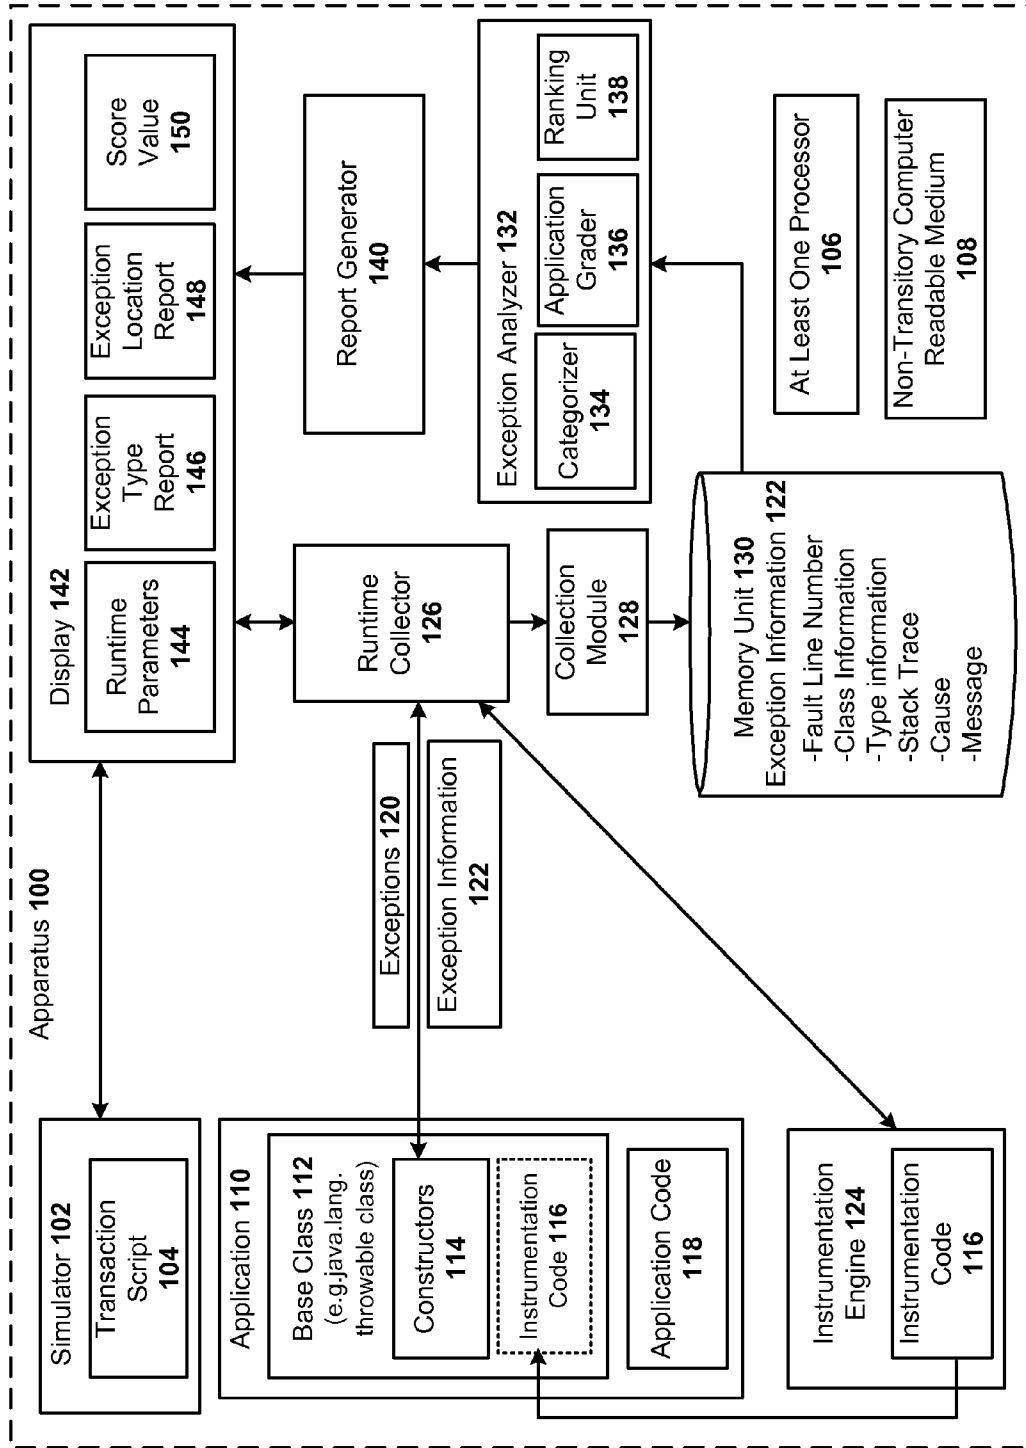 Apparatus 100
Simulator 102
Transaction
Script
104
Application 110
Base Class 112
(e.g.java.lang.
throwable class)
Constructors
114
Instrumentation
Code 116
Application Code
118
Instrumentation
Engine 124
Instrumentation
Code
116
Exceptions 120
Exception Information
122
Display 142
Runtime
Parameters
144
Exception
Type
Report
146
Exception
Location
Report
148
Score
Value
150
Runtime
Collector
126
Collection
Module
128
Memory Unit 130
Exception Information 122
-Fault Line Number
-Class Information
-Type information
-Stack Trace
-Cause
-Message
Report Generator
140
Exception Analyzer 132
Categorizer
134
Application
Grader
136
Ranking
Unit
138
At Least One Processor
106
Non-Transitory Computer
Readable Medium
108